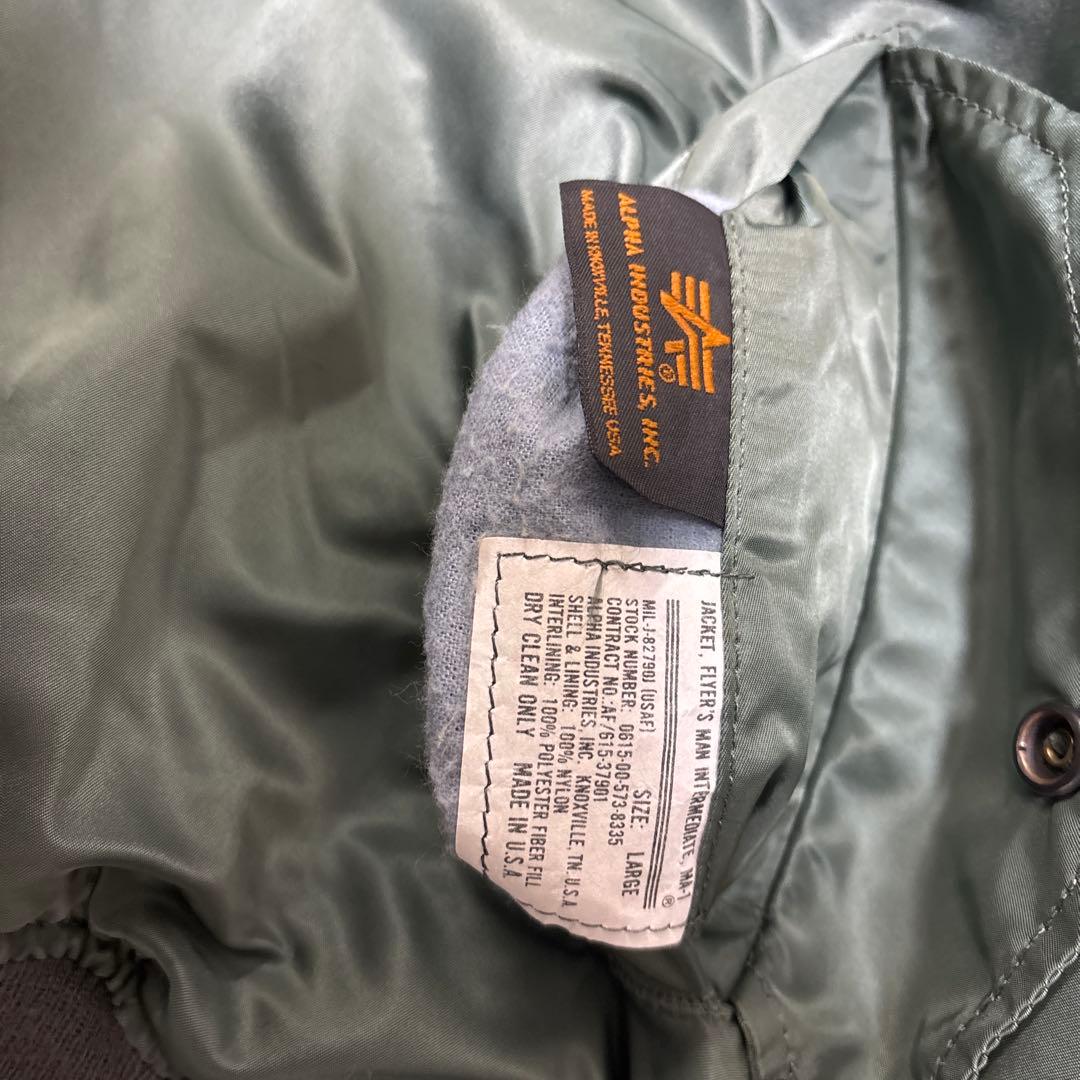 ALPHA INDUSTRIES, INC.
MADE IN KNOXVILLE, TENNESSEE USA
JACKET, FLYER'S MAN INTERMEDIATE, MA-1
®
SIZE: LARGE
MIL-J-8279DJ (USAF)
STOCK NUMBER: 0615-00-573-8335
CONTRACT NO.:AF/615-37901
ALPHA INDUSTRIES, INC. KNOXVILLE, TN. U.S.A
SHELL & LINING: 100% NYLON
INTERLINING: 100% POLYESTER FIBER FILL
DRY CLEAN ONLY MADE IN U.S.A.